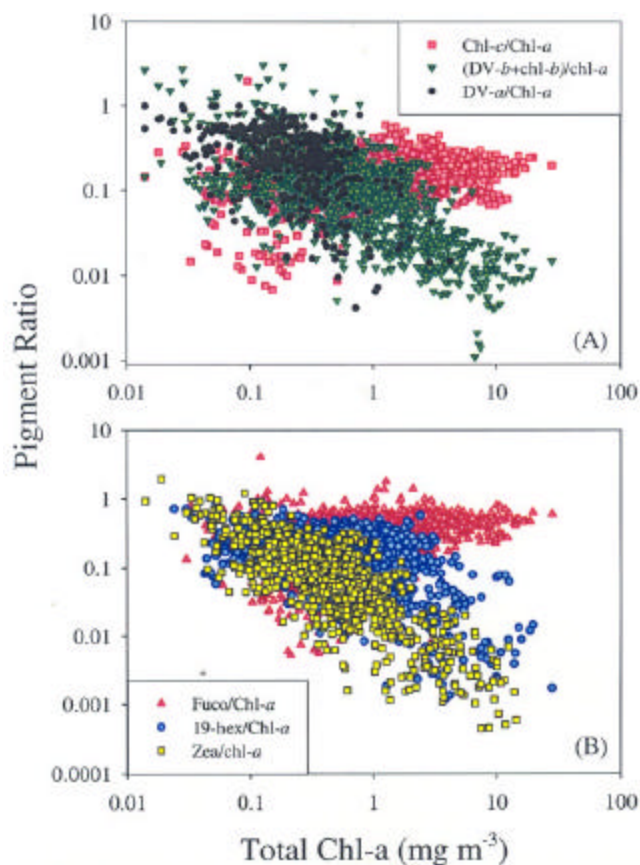 10
Chl-c/Chl-a
(DV-b+chl-b)/chl-a
DV-a/Chl-a
1
0.1
0.01
0.001
(A)
0.01 0.1 1 10 100
Pigment Ratio
10
1
0.1
0.01
0.001
0.0001
Fuco/Chl-a
19-hex/Chl-a
Zea/chl-a
(B)
0.01 0.1 1 10 100
Total Chl-a (mg m⁻³)